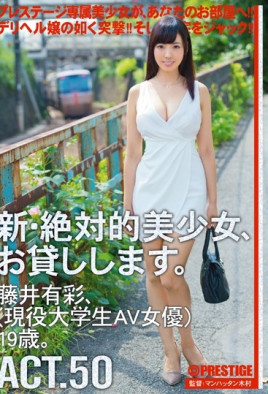 プレステージ専属美少女が、あなたのお部屋へ!!
デリヘル嬢の如く突撃!!そし 年をジャック!!
新・絶対的美少女、
お貸しします。
藤井有彩、
(現役大学生AV女優)
19歳。
ACT.50
PRESTIGE
監督:マンハッタン木村